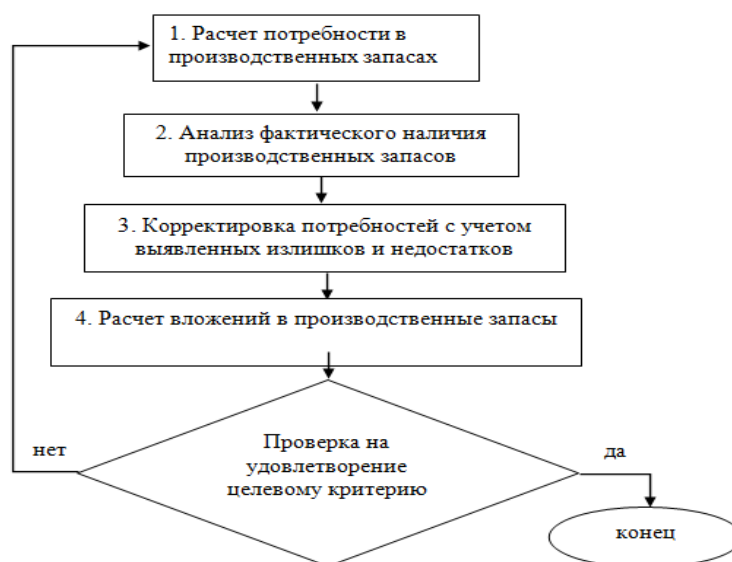 1. Расчет потребности в
производственных запасах
2. Анализ фактического наличия
производственных запасов
3. Корректировка потребностей с учетом
выявленных излишков и недостатков
4. Расчет вложений в производственные запасы
нет
Проверка на
удовлетворение
целевому критерию
да
конец